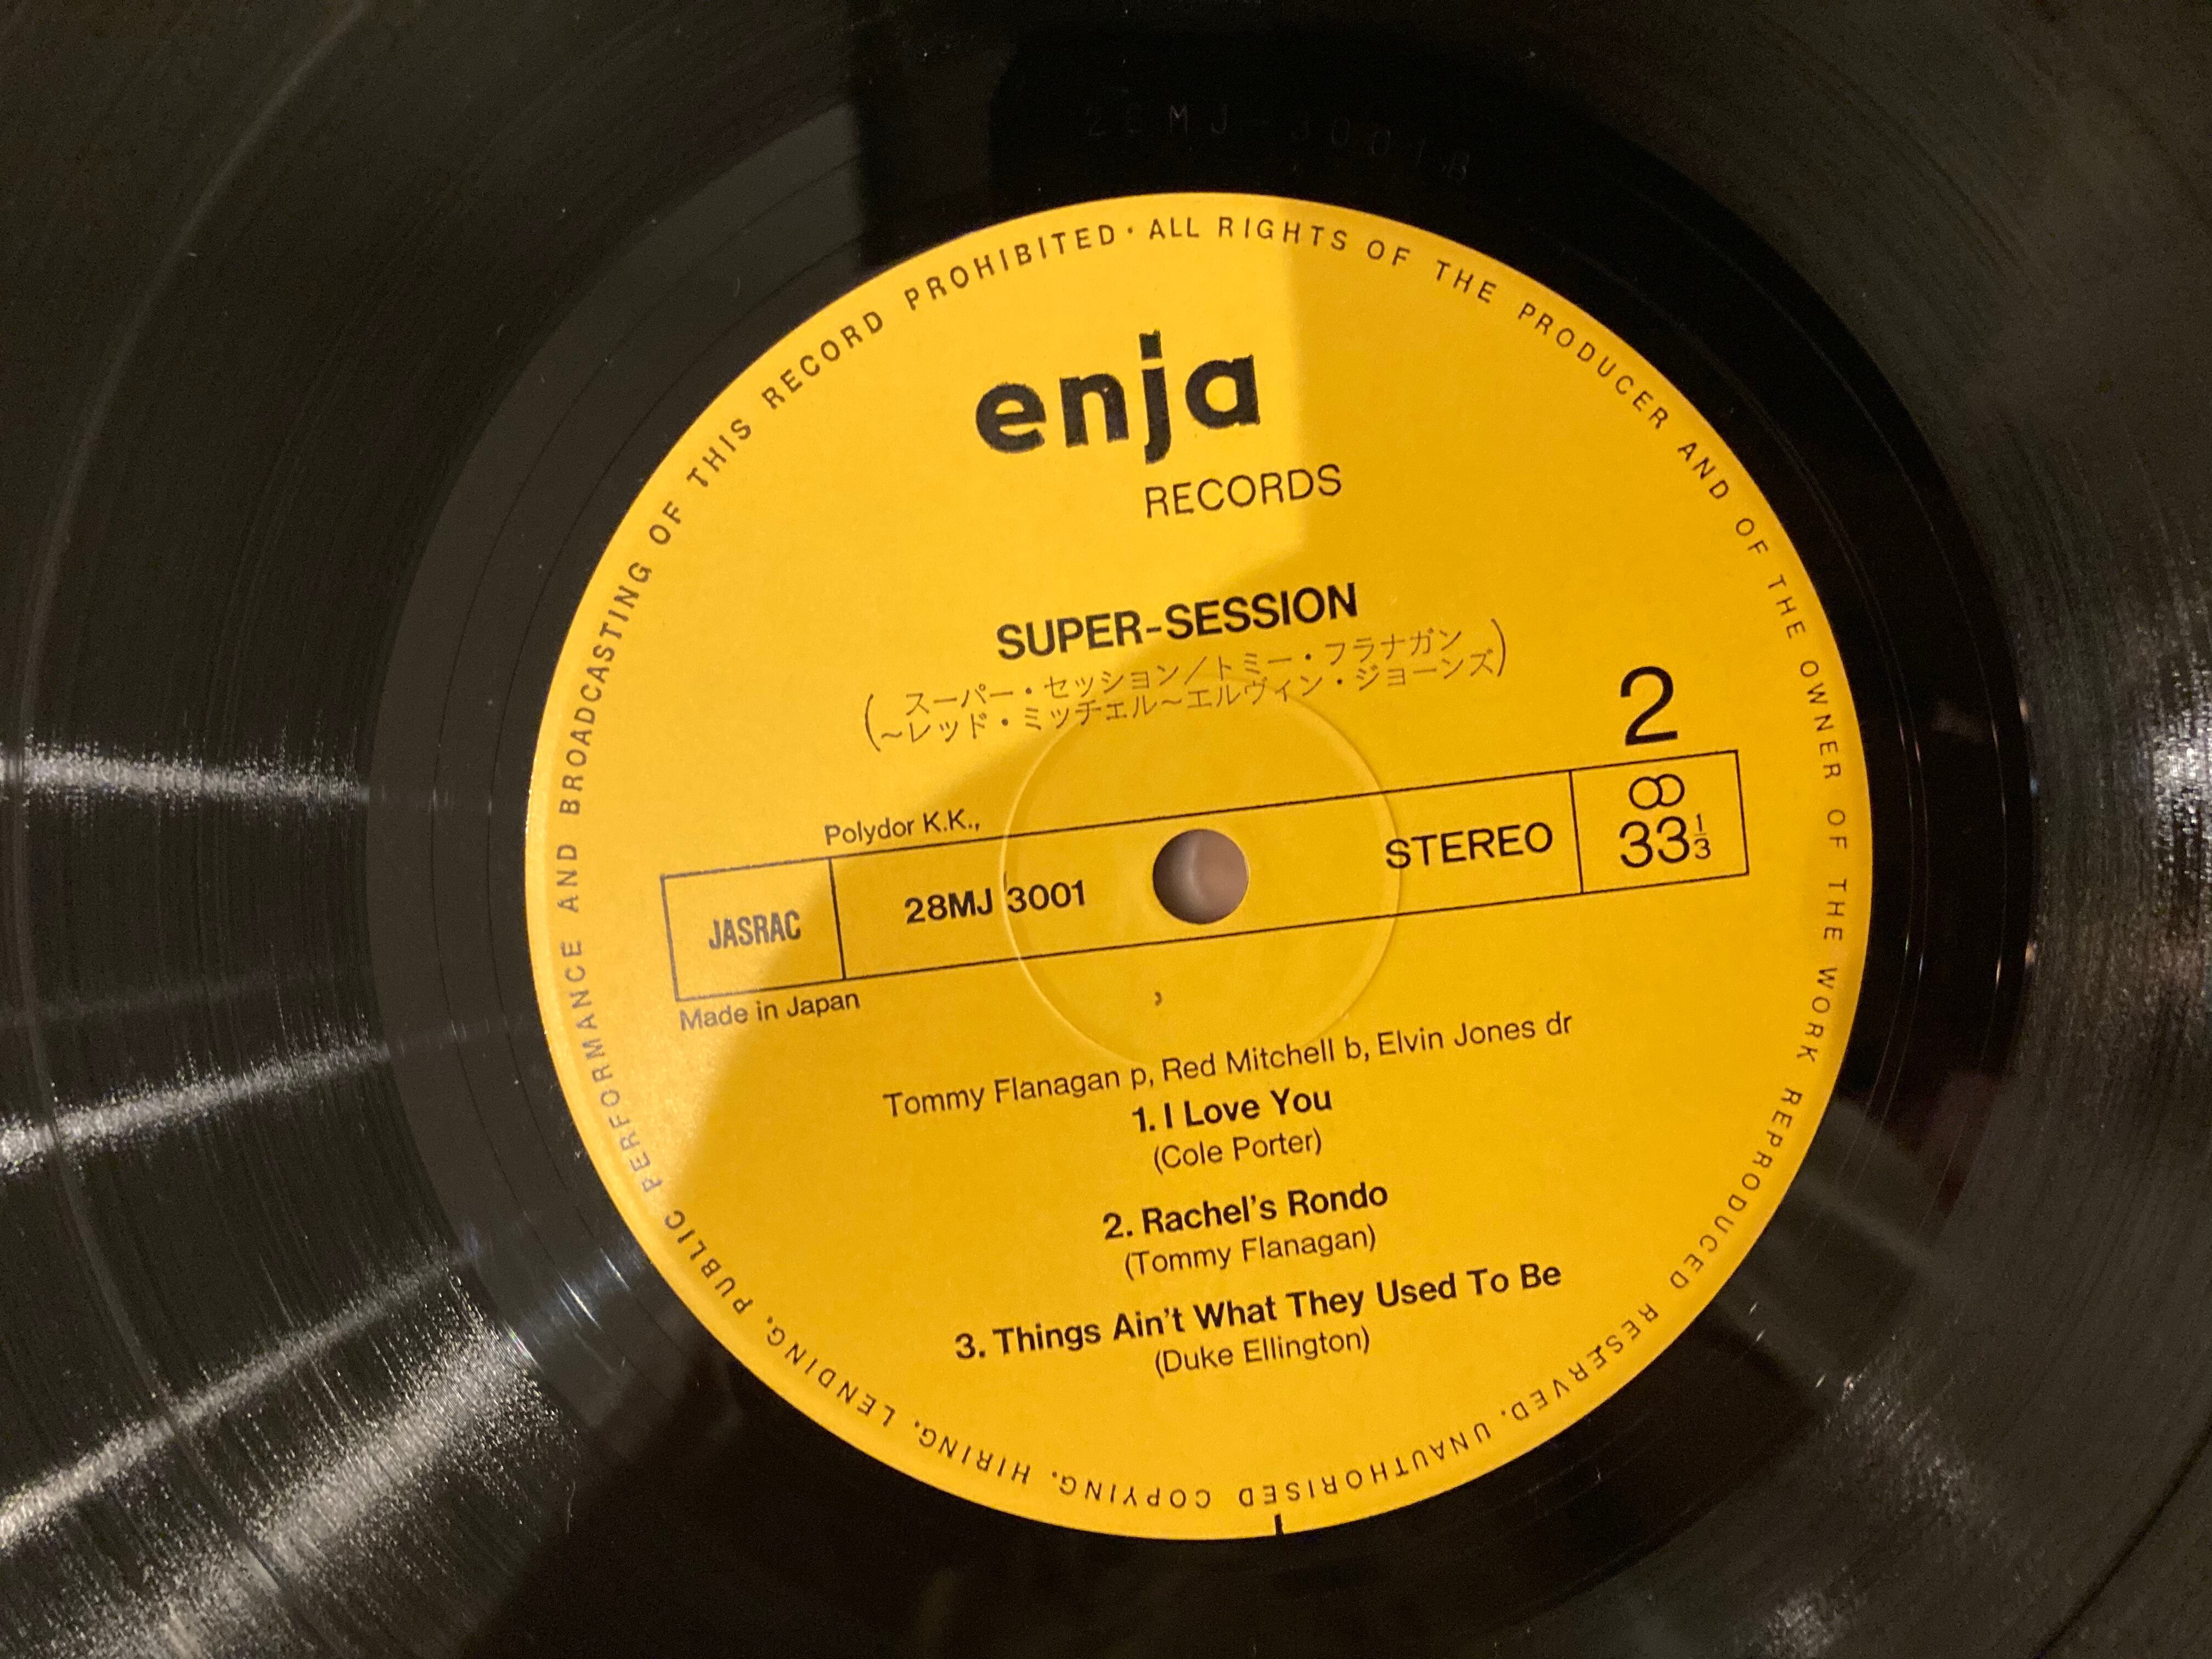 28MJ-3001B
PUBLIC PERFORMANCE AND BROADCASTING OF THIS RECORD PROHIBITED · ALL RIGHTS OF THE PRODUCER AND OF THE OWNER OF THE WORK REPRODUCED RESERVED. UNAUTHORISED COPYING. HIRING. LENDING.
enja
RECORDS
SUPER-SESSION
(スーパー・セッション/トミー・フラナガン
~レッド・ミッチェル~エルヴィン・ジョーンズ)
2
Polydor K.K.,
JASRAC
28MJ 3001
STEREO
33 1/3
Made in Japan
Tommy Flanagan p, Red Mitchell b, Elvin Jones dr
1. I Love You
(Cole Porter)
2. Rachel's Rondo
(Tommy Flanagan)
3. Things Ain't What They Used To Be
(Duke Ellington)